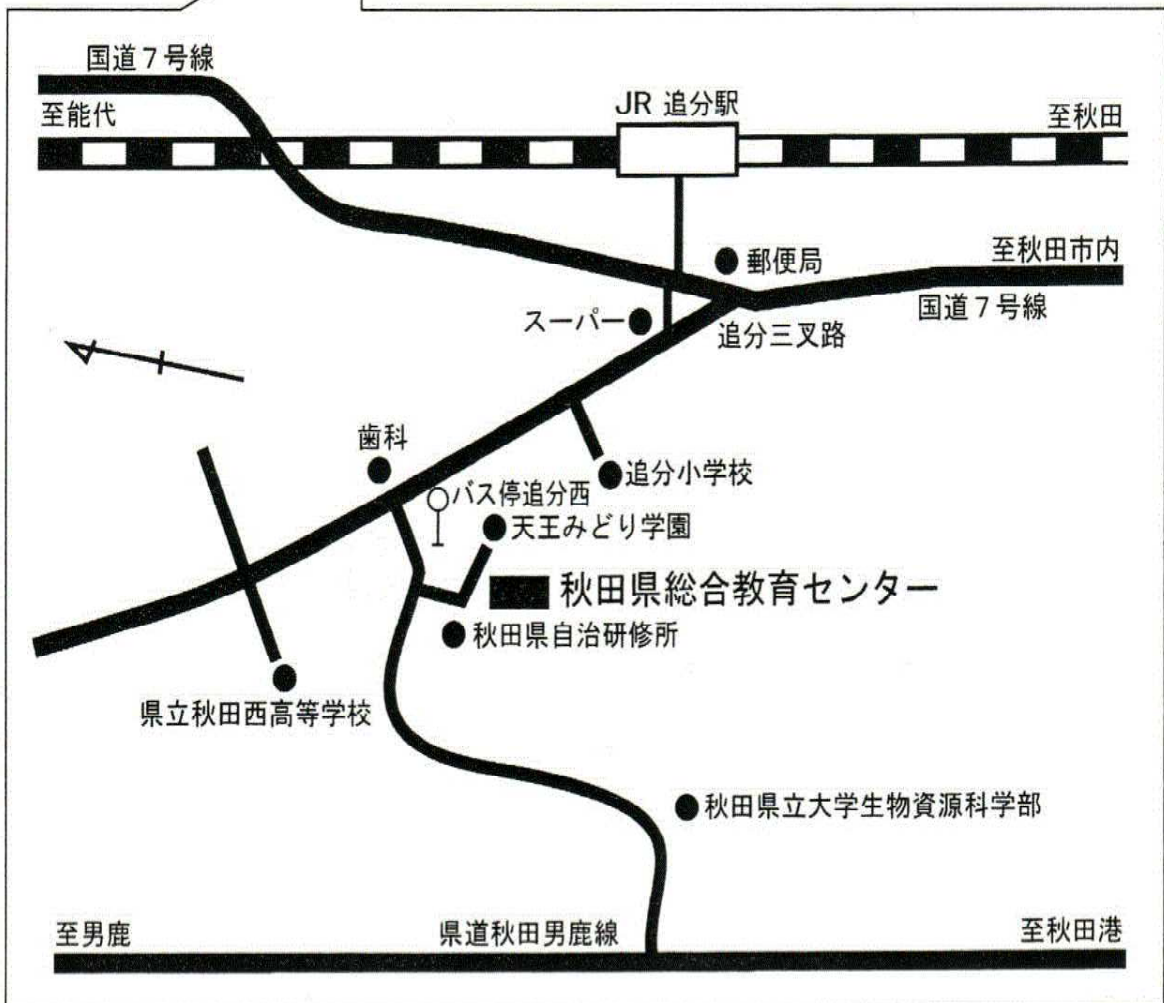 国道７号線
至能代
JR 追分駅
至秋田
郵便局
至秋田市内
国道７号線
スーパー
追分三叉路
歯科
追分小学校
バス停追分西
天王みどり学園
秋田県総合教育センター
秋田県自治研修所
県立秋田西高等学校
秋田県立大学生物資源科学部
至男鹿
県道秋田男鹿線
至秋田港